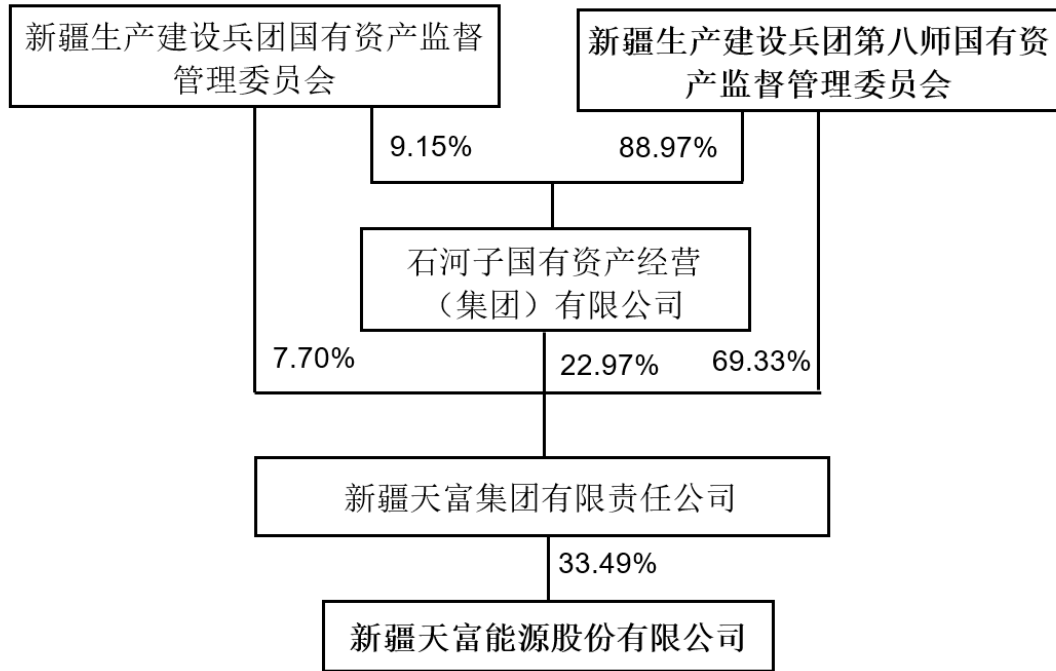 新疆生产建设兵团国有资产监督
管理委员会
新疆生产建设兵团第八师国有资
产监督管理委员会
9.15%
88.97%
石河子国有资产经营
（集团）有限公司
7.70%
22.97%
69.33%
新疆天富集团有限责任公司
33.49%
新疆天富能源股份有限公司